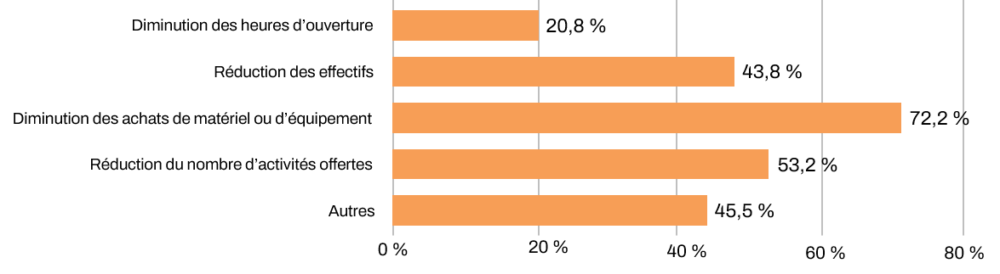 Diminution des heures d’ouverture 20,8 %
Réduction des effectifs 43,8 %
Diminution des achats de matériel ou d’équipement 72,2 %
Réduction du nombre d’activités offertes 53,2 %
Autres 45,5 %
0 % 20 % 40 % 60 % 80 %